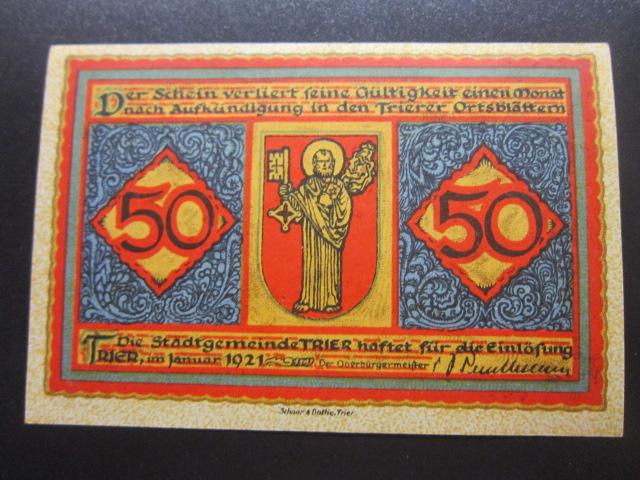 Der Schein verliert seine Gültigkeit einen Monat
nach Aufkündigung in den Trierer Ortsblättern
50
50
Die Stadtgemeinde TRIER haftet für die Einlösung
TRIER, im Januar 1921 Der Oberbürgermeister
Schaar & Dathe, Trier